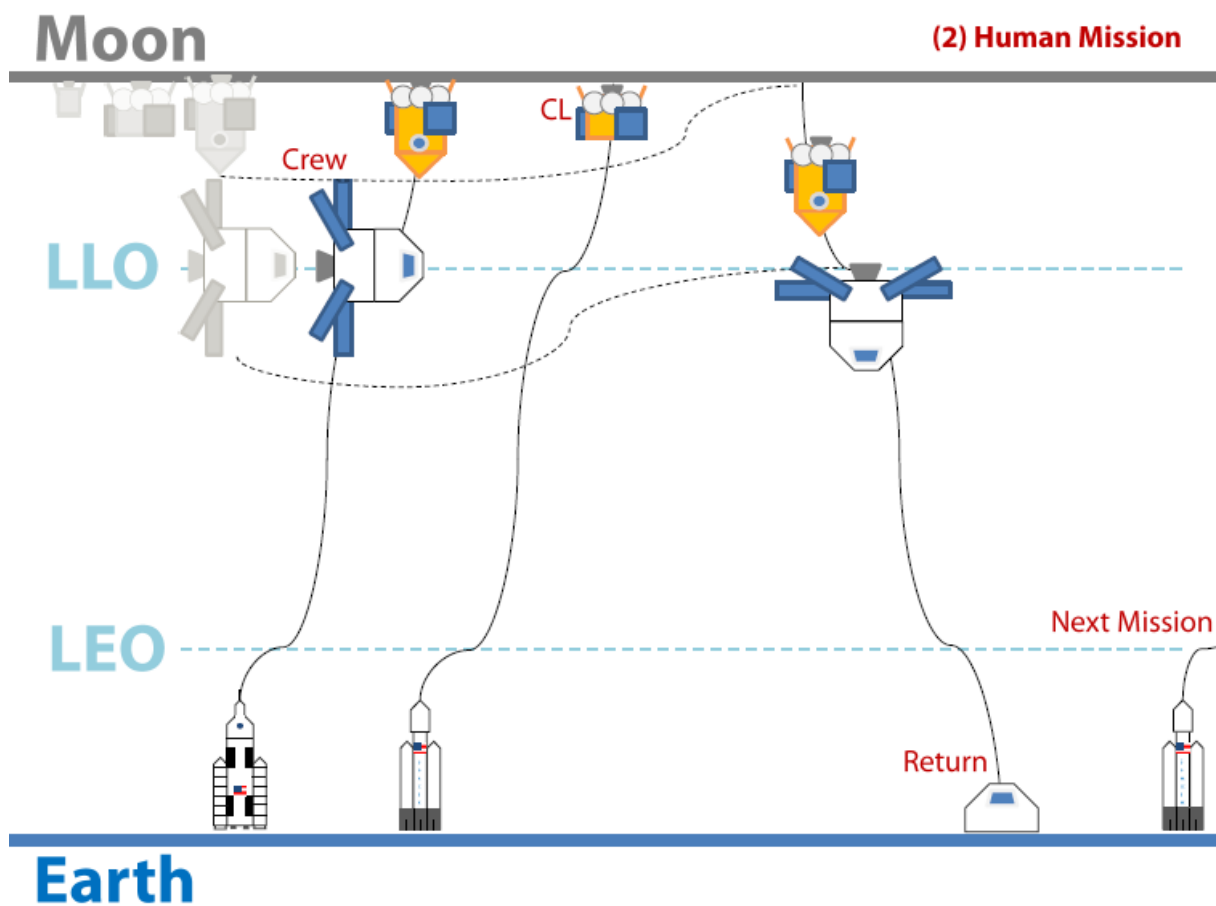 Moon
(2) Human Mission
CL
Crew
LLO
Next Mission
LEO
Return
Earth